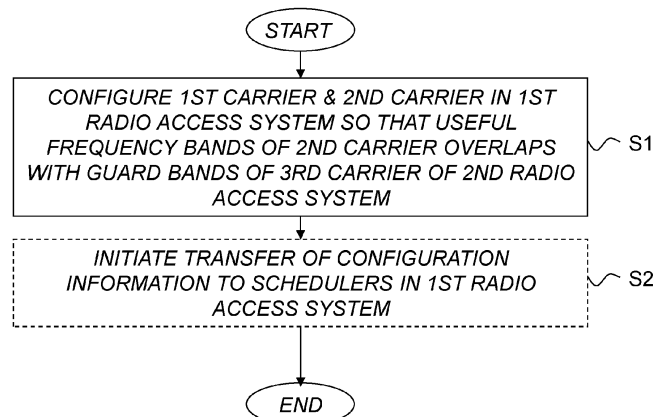 START
CONFIGURE 1ST CARRIER & 2ND CARRIER IN 1ST
RADIO ACCESS SYSTEM SO THAT USEFUL
FREQUENCY BANDS OF 2ND CARRIER OVERLAPS
WITH GUARD BANDS OF 3RD CARRIER OF 2ND RADIO
ACCESS SYSTEM
S1
INITIATE TRANSFER OF CONFIGURATION
INFORMATION TO SCHEDULERS IN 1ST RADIO
ACCESS SYSTEM
S2
END